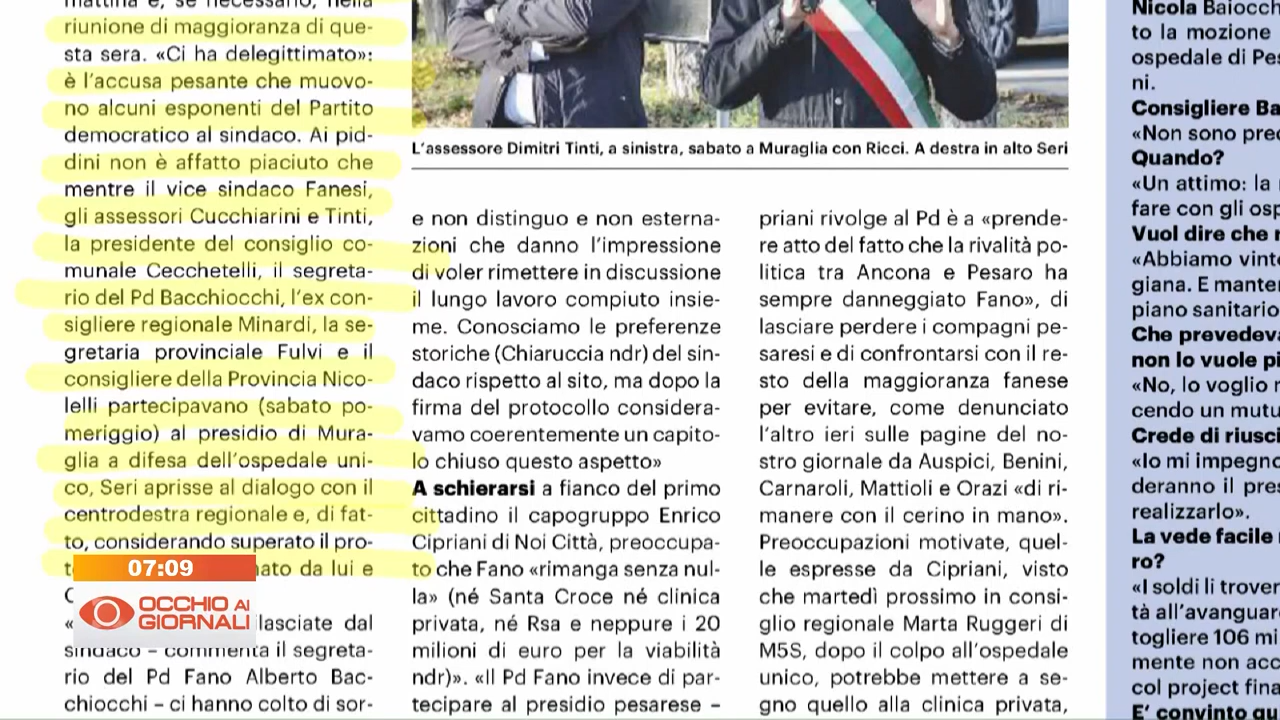 mattina e, se necessario, nella
riunione di maggioranza di que-
sta sera. «Ci ha delegittimato»:
è l'accusa pesante che muovo-
no alcuni esponenti del Partito
democratico al sindaco. Ai pid-
dini non è affatto piaciuto che
mentre il vice sindaco Fanesi,
gli assessori Cucchiarini e Tinti,
la presidente del consiglio co-
munale Cecchetelli, il segreta-
rio del Pd Bacchiocchi, l'ex con-
sigliere regionale Minardi, la se-
gretaria provinciale Fulvi e il
consigliere della Provincia Nico-
lelli partecipavano (sabato po-
meriggio) al presidio di Mura-
glia a difesa dell'ospedale uni-
co, Seri aprisse al dialogo con il
centrodestra regionale e, di fat-
to, considerando superato il pro-
da lui e
«
dal
sindaco – commenta il segreta-
rio del Pd Fano Alberto Bac-
chiocchi – ci hanno colto di sor-
L'assessore Dimitri Tinti, a sinistra, sabato a Muraglia con Ricci. A destra in alto Seri
e non distinguo e non esterna-
zioni che danno l'impressione
di voler rimettere in discussione
il lungo lavoro compiuto insie-
me. Conosciamo le preferenze
storiche (Chiaruccia ndr) del sin-
daco rispetto al sito, ma dopo la
firma del protocollo considera-
vamo coerentemente un capito-
lo chiuso questo aspetto»
A schierarsi a fianco del primo
cittadino il capogruppo Enrico
Cipriani di Noi Città, preoccupa-
to che Fano «rimanga senza nul-
la» (né Santa Croce né clinica
privata, né Rsa e neppure i 20
milioni di euro per la viabilità
ndr)». «Il Pd Fano invece di par-
tecipare al presidio pesarese –
priani rivolge al Pd è a «prende-
re atto del fatto che la rivalità po-
litica tra Ancona e Pesaro ha
sempre danneggiato Fano», di
lasciare perdere i compagni pe-
saresi e di confrontarsi con il re-
sto della maggioranza fanese
per evitare, come denunciato
l'altro ieri sulle pagine del no-
stro giornale da Auspici, Benini,
Carnaroli, Mattioli e Orazi «di ri-
manere con il cerino in mano».
Preoccupazioni motivate, quel-
le espresse da Cipriani, visto
che martedì prossimo in consi-
glio regionale Marta Ruggeri di
M5S, dopo il colpo all'ospedale
unico, potrebbe mettere a se-
gno quello alla clinica privata,
Nicola Baiocch
to la mozione
ospedale di Pes
ni.
Consigliere Ba
«Non sono pre
Quando?
«Un attimo: la
fare con gli osp
Vuol dire che
«Abbiamo vint
giana. E mante
piano sanitario
Che prevedeva
non lo vuole pi
«No, lo voglio
cendo un mutu
Crede di riusci
«Io mi impegno
deranno il pres
realizzarlo».
La vede facile
ro?
«I soldi li trover
tà all'avanguar
togliere 106 mi
mente non acc
col project fina
E' convinto qu
07:09
OCCHIO AI
GIORNALI